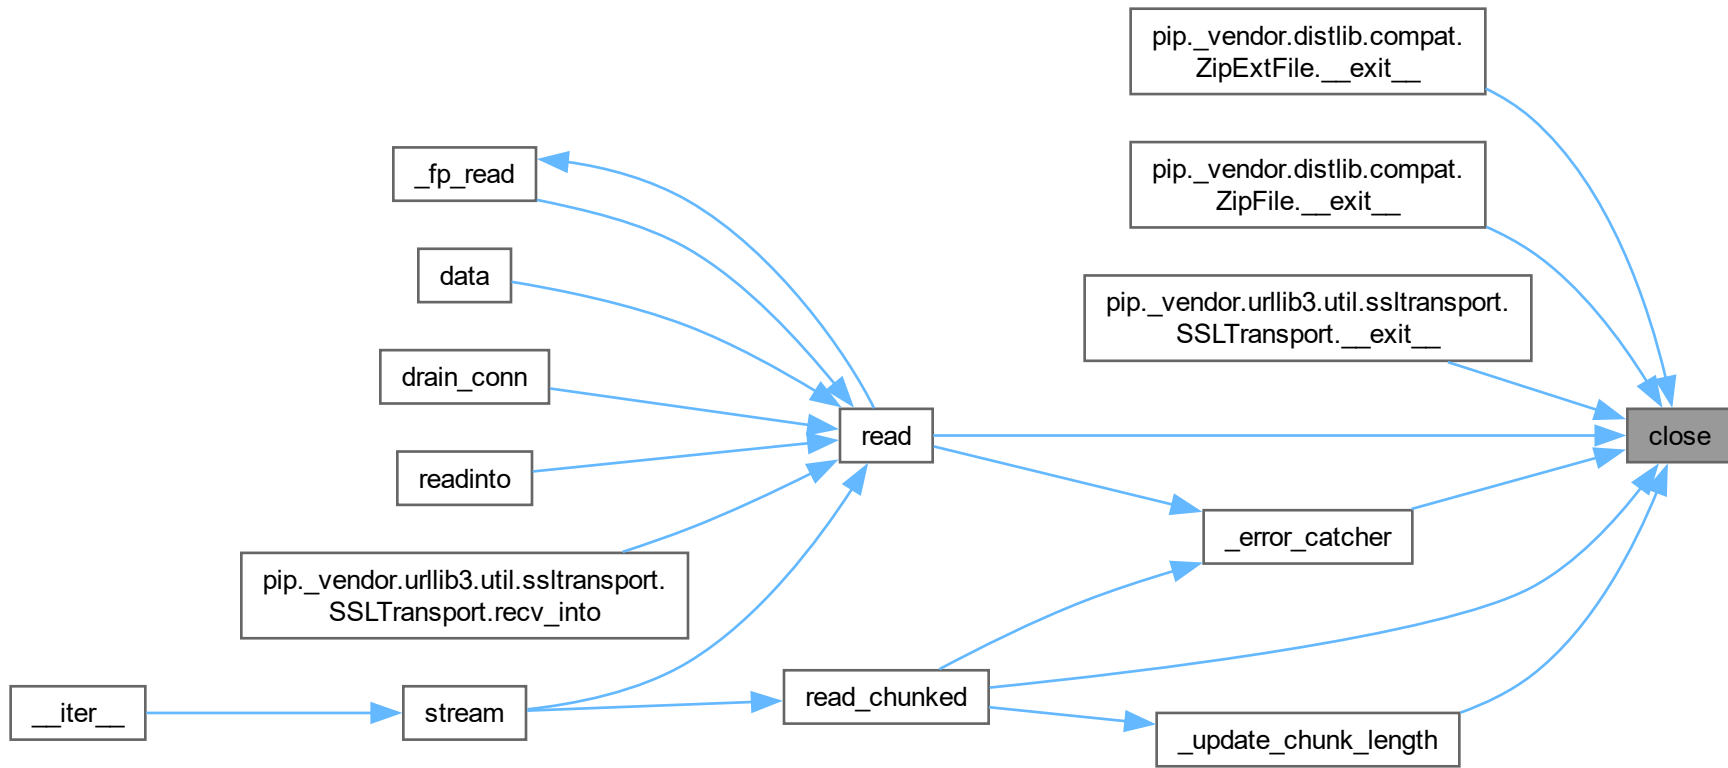 pip._vendor.distlib.compat.
ZipExtFile.__exit__
_fp_read
pip._vendor.distlib.compat.
ZipFile.__exit__
data
pip._vendor.urllib3.util.ssltransport.
SSLTransport.__exit__
drain_conn
read
close
readinto
_error_catcher
pip._vendor.urllib3.util.ssltransport.
SSLTransport.recv_into
__iter__
stream
read_chunked
_update_chunk_length